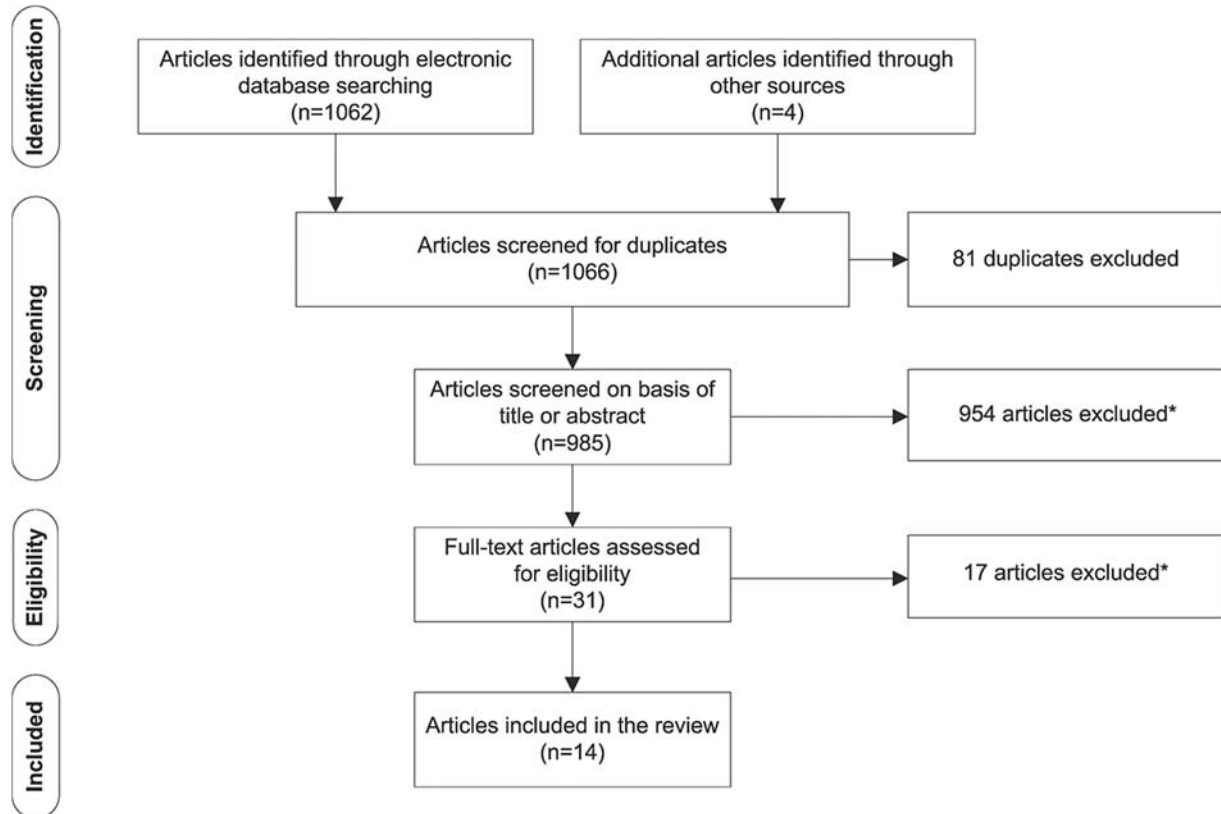 Identification
Articles identified through electronic
database searching
(n=1062)
Additional articles identified through
other sources
(n=4)
Screening
Articles screened for duplicates
(n=1066)
81 duplicates excluded
Articles screened on basis of
title or abstract
(n=985)
954 articles excluded*
Eligibility
Full-text articles assessed
for eligibility
(n=31)
17 articles excluded*
Included
Articles included in the review
(n=14)